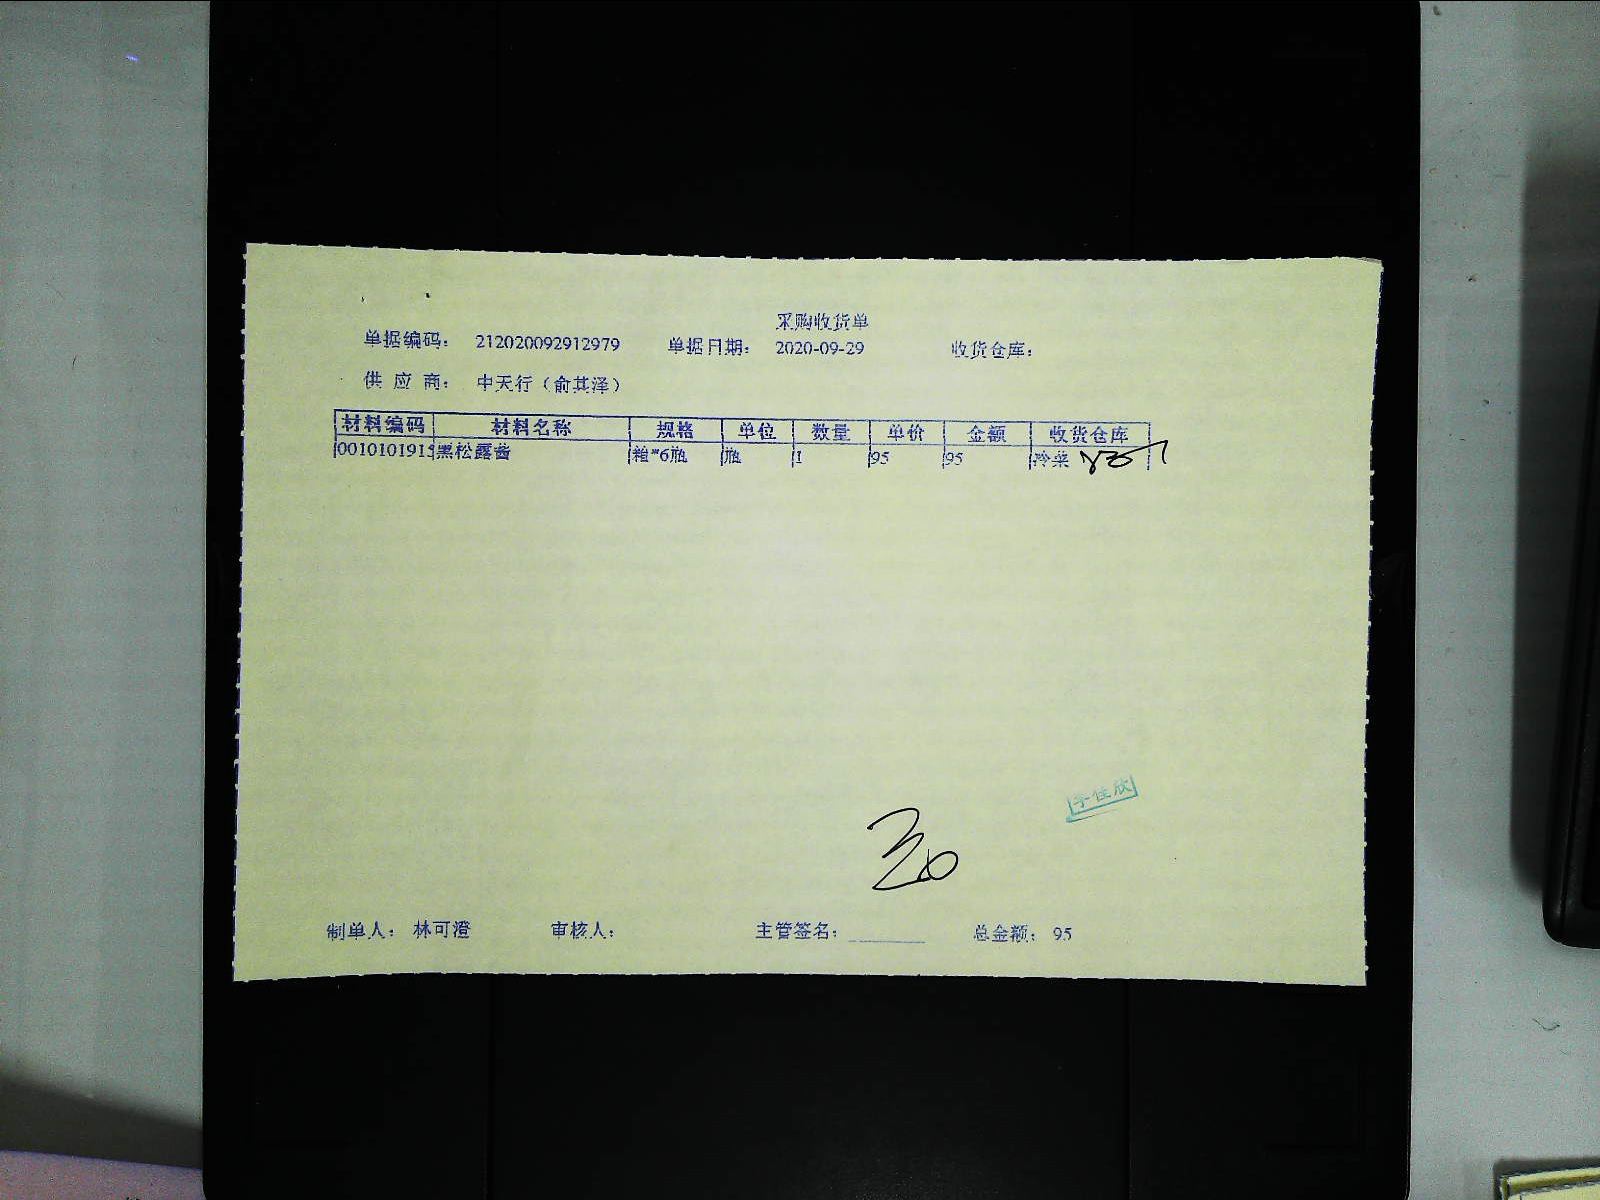 采购收货单
单据编码： 212020092912979 单据日期： 2020-09-29 收货仓库：
供 应 商： 中天行（俞其泽）
材料编码 材料名称 规格 单位 数量 单价 金额 收货仓库
0010101915 黑松露酱 箱*6瓶 瓶 1 95 95 冷菜
制单人： 林可澄 审核人： 主管签名： 总金额： 95